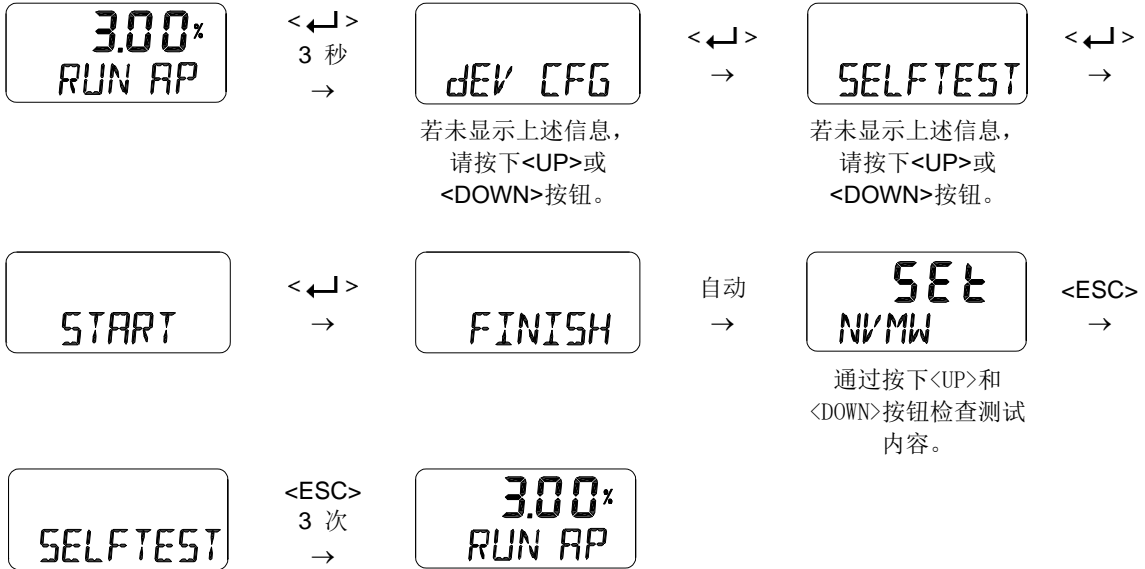 3.00%
RUN AP
<↵>
3 秒
→
dEV CFG
若未显示上述信息，
请按下<UP>或
<DOWN>按钮。
<↵>
→
SELFTEST
若未显示上述信息，
请按下<UP>或
<DOWN>按钮。
<↵>
→
START
<↵>
→
FINISH
自动
→
SEt
NVMW
通过按下<UP>和
<DOWN>按钮检查测试
内容。
<ESC>
→
SELFTEST
<ESC>
3 次
→
3.00%
RUN AP